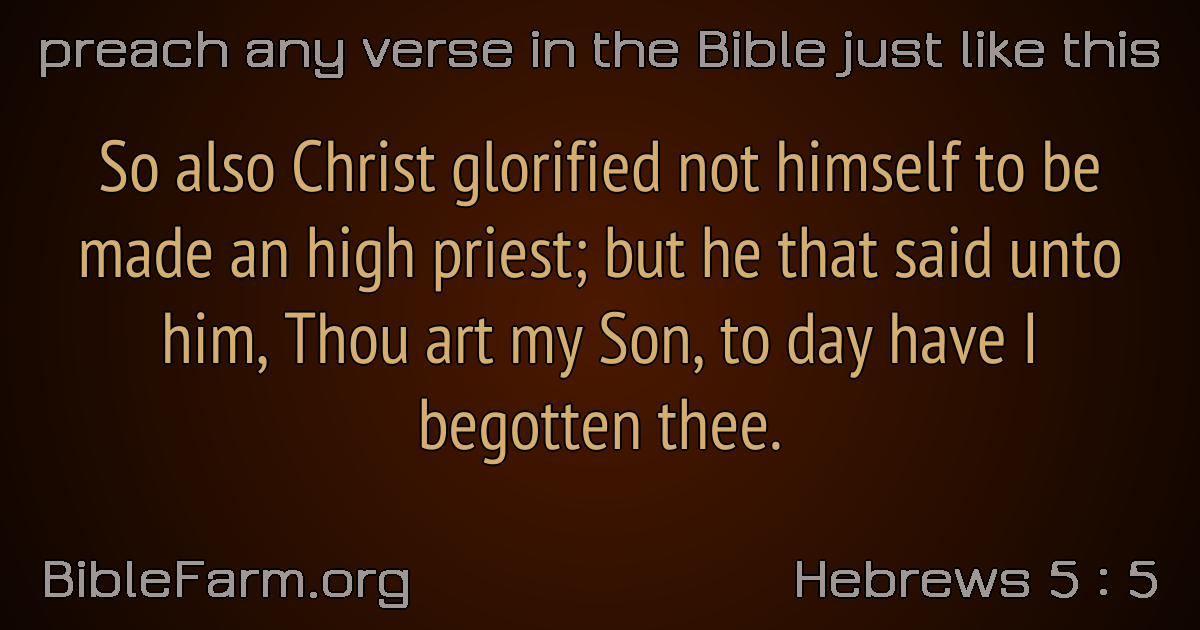 preach any verse in the Bible just like this
So also Christ glorified not himself to be
made an high priest; but he that said unto
him, Thou art my Son, to day have I
begotten thee.
BibleFarm.org
Hebrews 5 : 5